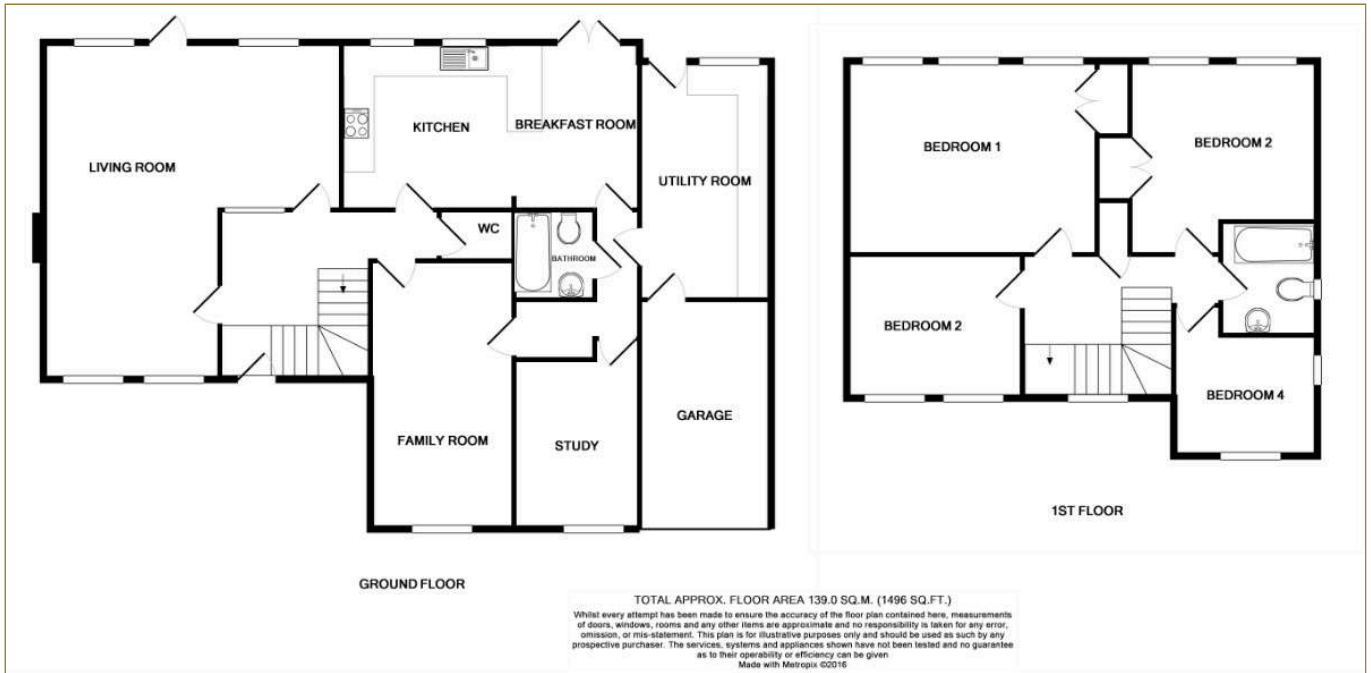 LIVING ROOM
KITCHEN
BREAKFAST ROOM
UTILITY ROOM
WC
BATHROOM
FAMILY ROOM
STUDY
GARAGE
GROUND FLOOR
BEDROOM 1
BEDROOM 2
BEDROOM 2
BEDROOM 4
1ST FLOOR
TOTAL APPROX. FLOOR AREA 139.0 SQ.M. (1496 SQ.FT.)
Whilst every attempt has been made to ensure the accuracy of the floor plan contained here, measurements
of doors, windows, rooms and any other items are approximate and no responsibility is taken for any error,
omission, or mis-statement. This plan is for illustrative purposes only and should be used as such by any
prospective purchaser. The services, systems and appliances shown have not been tested and no guarantee
as to their operability or efficiency can be given
Made with Metropix ©2016